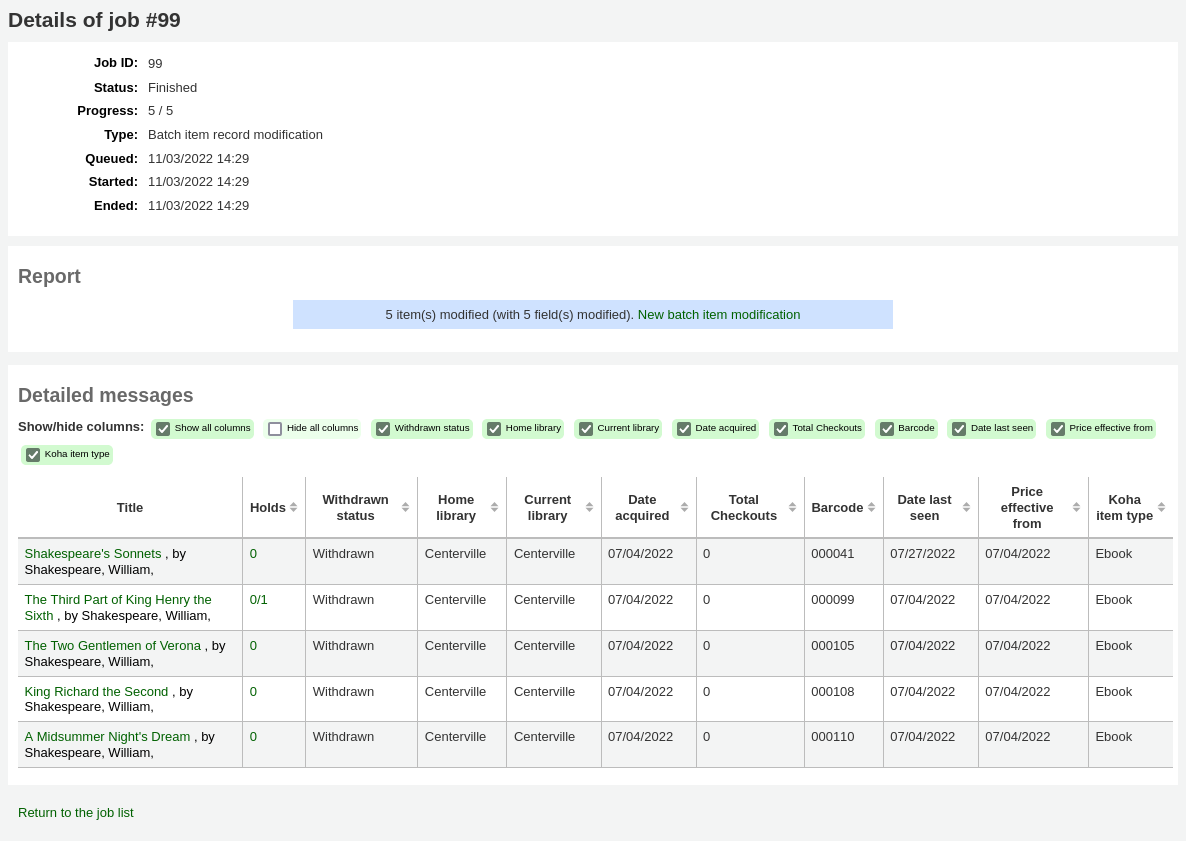 Details of job #99
Job ID: 99
Status: Finished
Progress: 5 / 5
Type: Batch item record modification
Queued: 11/03/2022 14:29
Started: 11/03/2022 14:29
Ended: 11/03/2022 14:29
Report
5 item(s) modified (with 5 field(s) modified). New batch item modification
Detailed messages
Show/hide columns: Show all columns Hide all columns Withdrawn status Home library Current library Date acquired Total Checkouts Barcode Date last seen Price effective from
Koha item type
Title Holds Withdrawn status Home library Current library Date acquired Total Checkouts Barcode Date last seen Price effective from Koha item type
Shakespeare's Sonnets , by 0 Withdrawn Centerville Centerville 07/04/2022 0 000041 07/27/2022 07/04/2022 Ebook
Shakespeare, William,
The Third Part of King Henry the 0/1 Withdrawn Centerville Centerville 07/04/2022 0 000099 07/04/2022 07/04/2022 Ebook
Sixth , by Shakespeare, William,
The Two Gentlemen of Verona , by 0 Withdrawn Centerville Centerville 07/04/2022 0 000105 07/04/2022 07/04/2022 Ebook
Shakespeare, William,
King Richard the Second , by 0 Withdrawn Centerville Centerville 07/04/2022 0 000108 07/04/2022 07/04/2022 Ebook
Shakespeare, William,
A Midsummer Night's Dream , by 0 Withdrawn Centerville Centerville 07/04/2022 0 000110 07/04/2022 07/04/2022 Ebook
Shakespeare, William,
Return to the job list